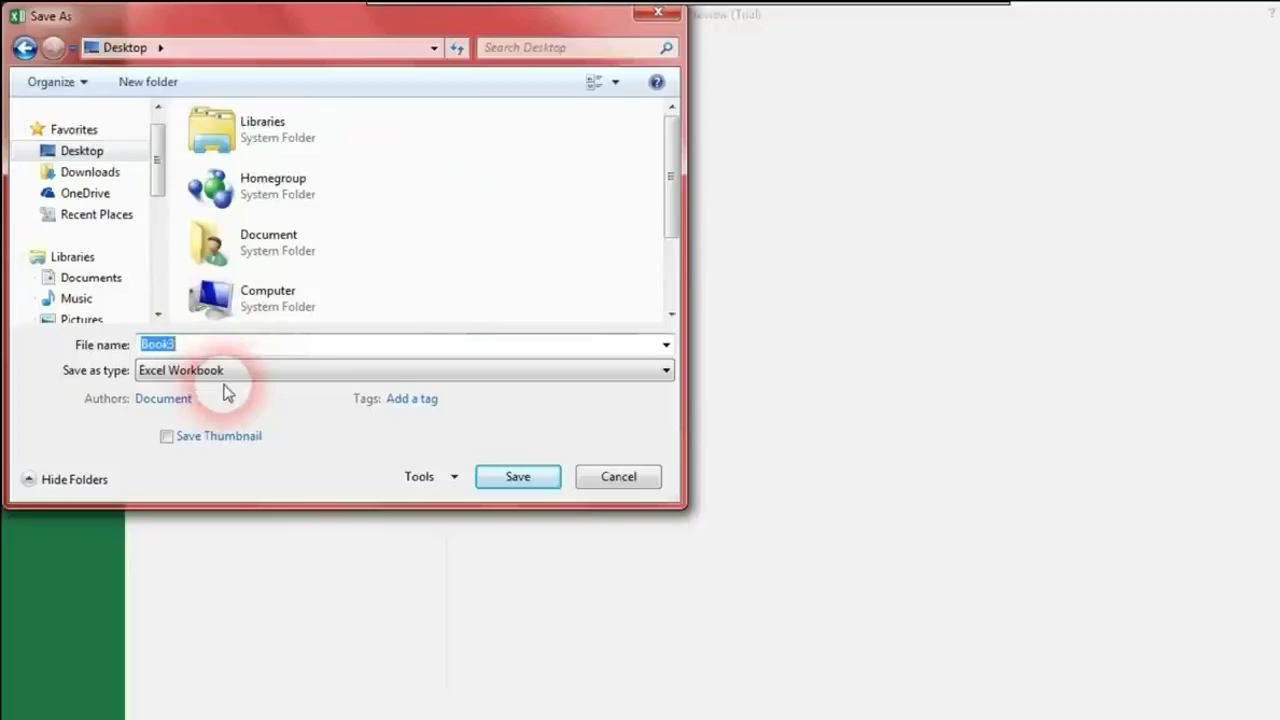 Save As
review (Trial)
?
Desktop
Search Desktop
Organize
New folder
Favorites
Desktop
Downloads
OneDrive
Recent Places
Libraries
Documents
Music
Pictures
Libraries
System Folder
Homegroup
System Folder
Document
System Folder
Computer
System Folder
File name: Book3
Save as type: Excel Workbook
Authors: Document
Tags: Add a tag
Save Thumbnail
Hide Folders
Tools
Save
Cancel